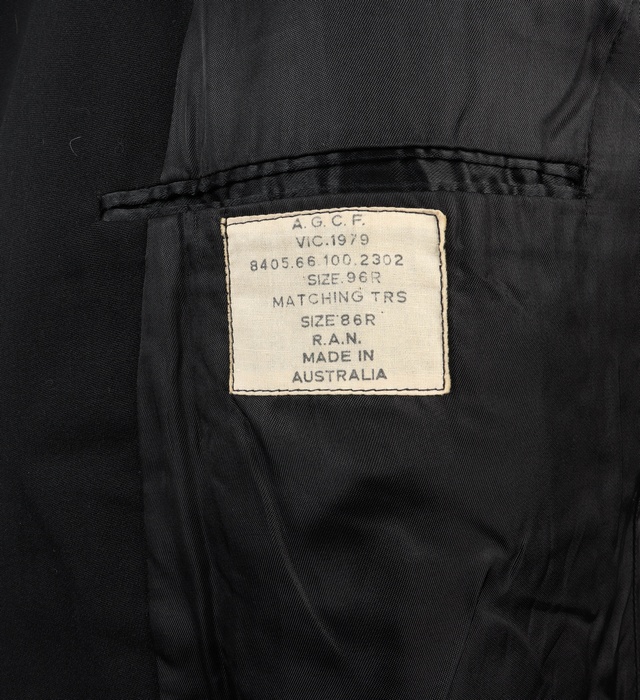 A.G.C.F.
VIC.1979
8405.66.100.2302
SIZE.96R
MATCHING TRS
SIZE 86R
R.A.N.
MADE IN
AUSTRALIA